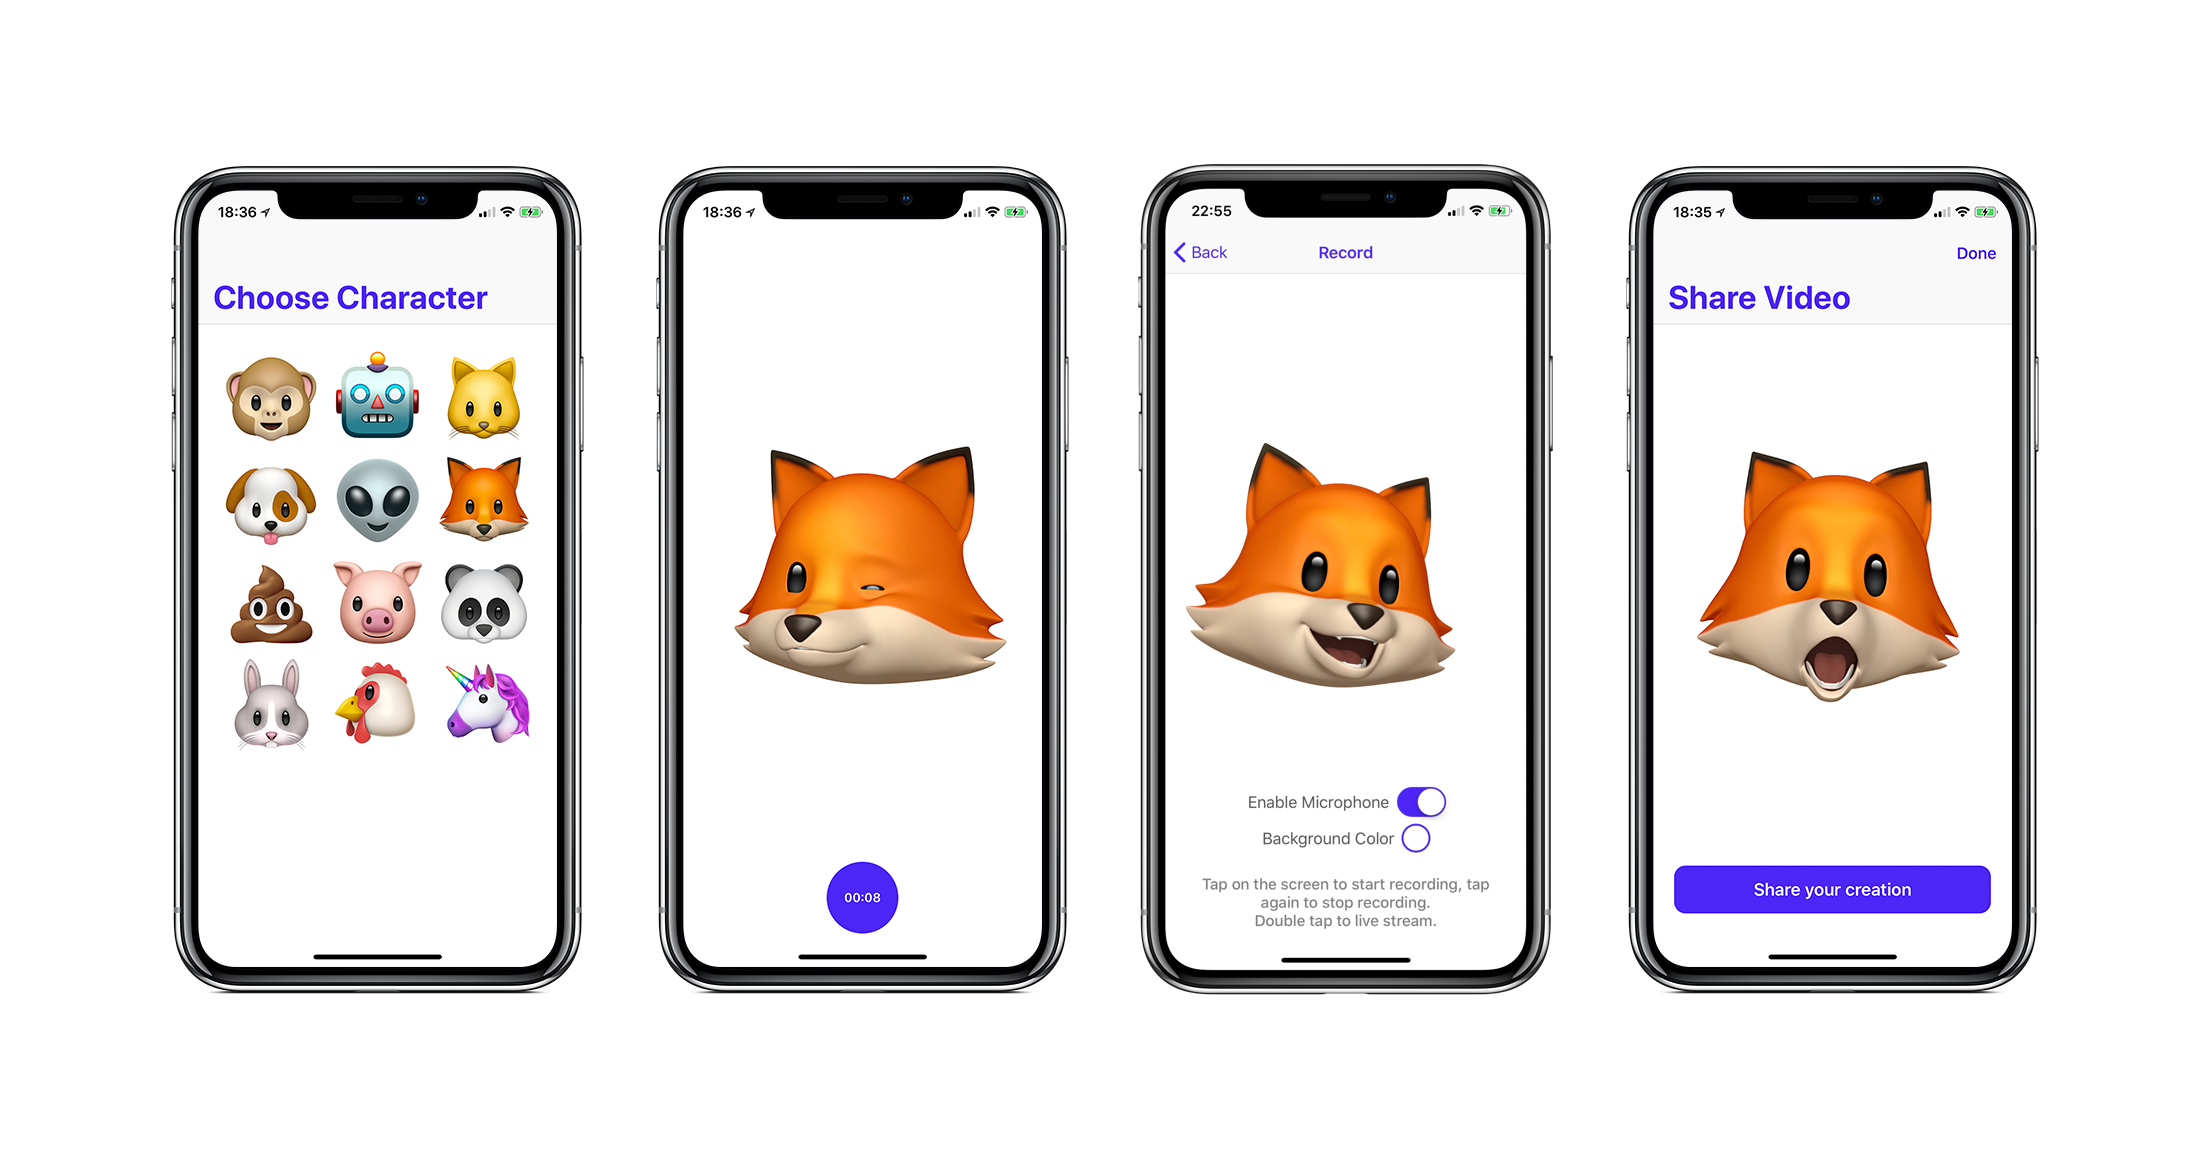 18:36
Choose Character
18:36
00:08
22:55
Back
Record
Enable Microphone
Background Color
Tap on the screen to start recording, tap
again to stop recording.
Double tap to live stream.
18:35
Done
Share Video
Share your creation